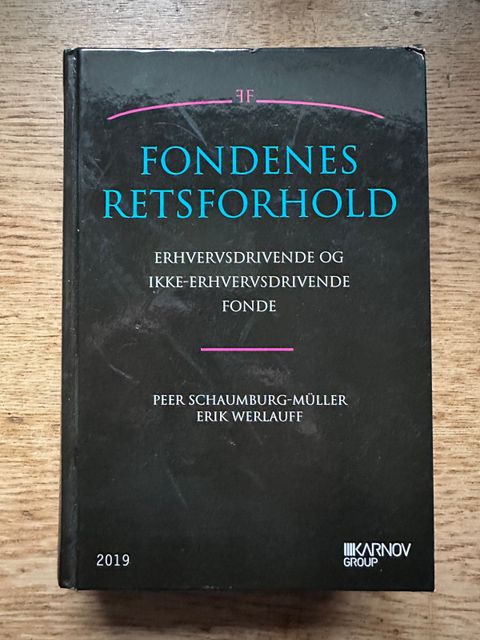 FF
FONDENES
RETSFORHOLD
ERHVERVSDRIVENDE OG
IKKE-ERHVERVSDRIVENDE
FONDE
PEER SCHAUMBURG-MÜLLER
ERIK WERLAUFF
2019
KARNOV
GROUP